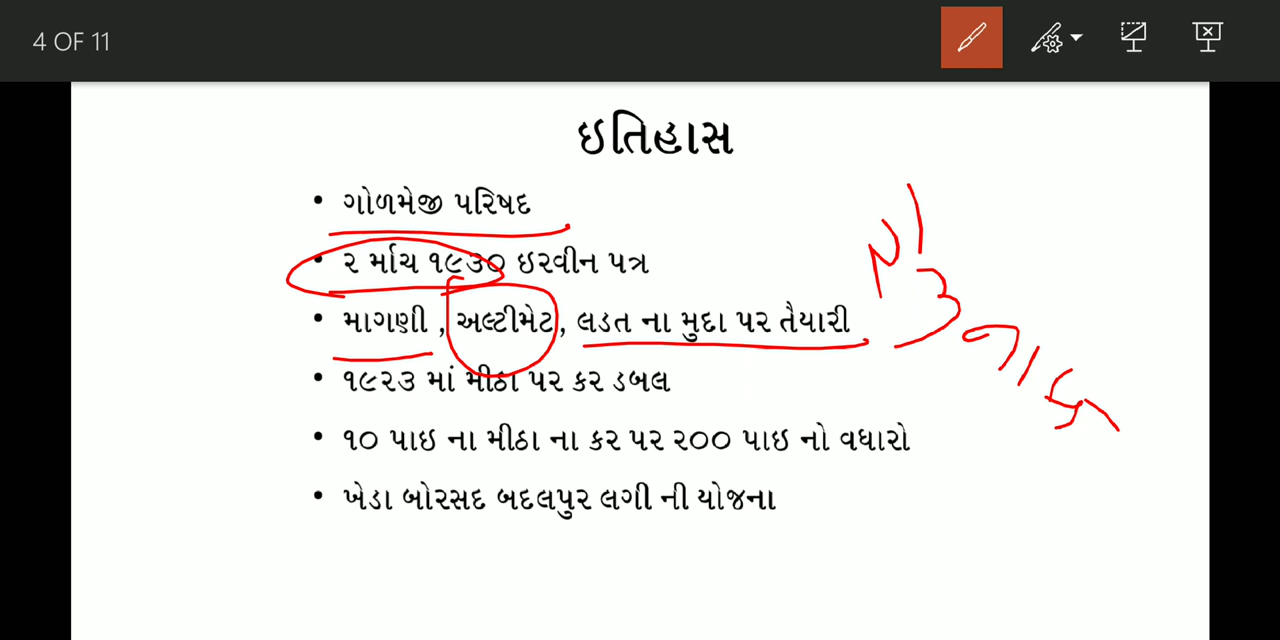 4 OF 11
ઇતિહાસ
• ગોળમેજી પરિષદ
• ૨ ર્માચ ૧૯૩૦ ઇરવીન પત્ર
• માગણી , અલ્ટીમેટ, લડત ના મુદા પર તૈયારી
• ૧૯૨૩ માં મીઠા પર કર ડબલ
• ૧૦ પાઇ ના મીઠા ના કર પર ૨૦૦ પાઇ નો વધારો
• ખેડા બોરસદ બદલપુર લગી ની યોજના